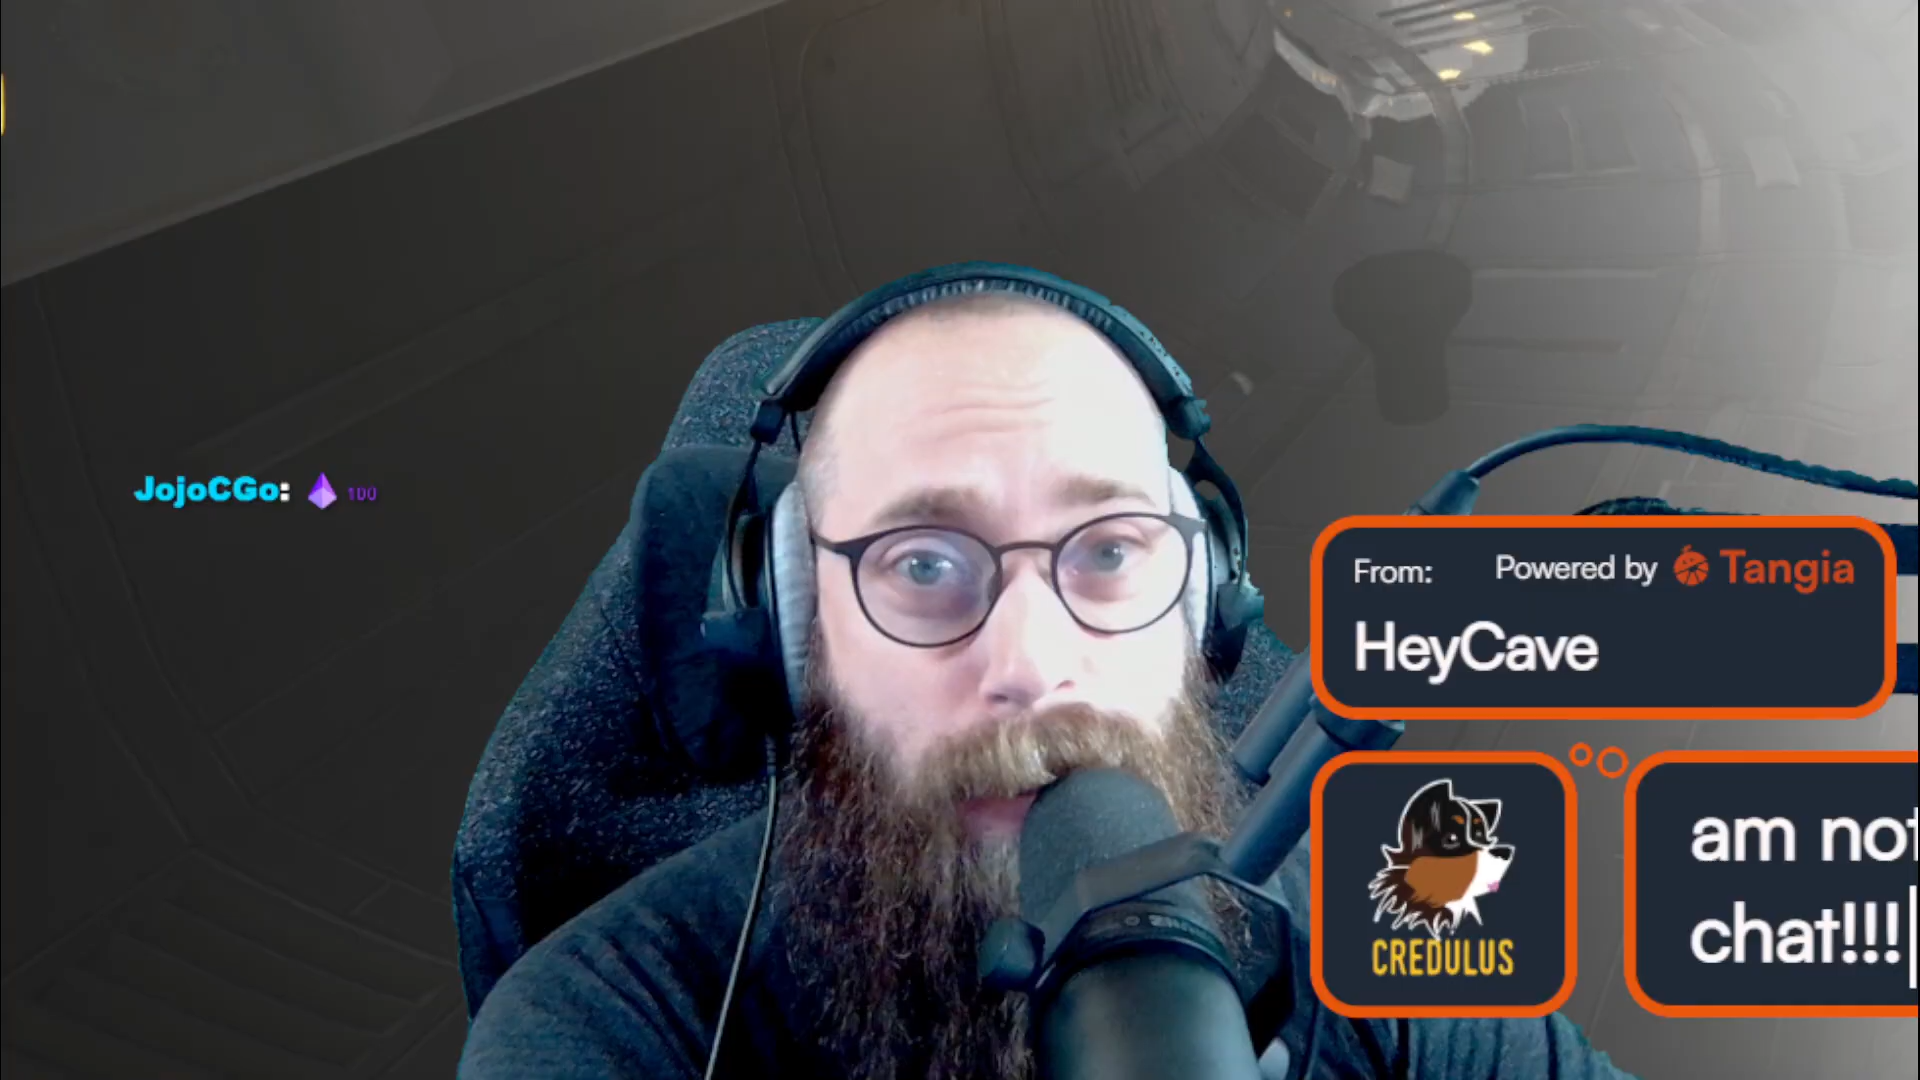 JojoCGo: 100
From: Powered by Tangia
HeyCave
CREDULUS
am not
chat!!!